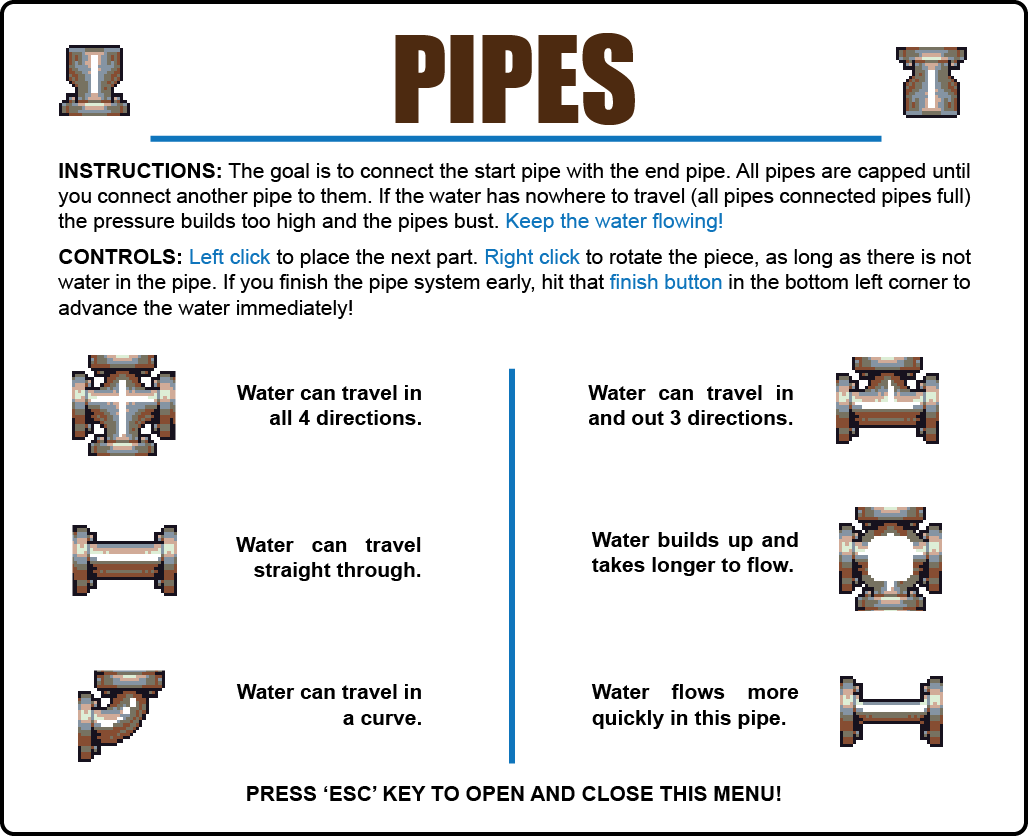 PIPES
INSTRUCTIONS: The goal is to connect the start pipe with the end pipe. All pipes are capped until
you connect another pipe to them. If the water has nowhere to travel (all pipes connected pipes full)
the pressure builds too high and the pipes bust. Keep the water flowing!
CONTROLS: Left click to place the next part. Right click to rotate the piece, as long as there is not
water in the pipe. If you finish the pipe system early, hit that finish button in the bottom left corner to
advance the water immediately!
Water can travel in
all 4 directions.
Water can travel in
and out 3 directions.
Water can travel
straight through.
Water builds up and
takes longer to flow.
Water can travel in
a curve.
Water flows more
quickly in this pipe.
PRESS ‘ESC’ KEY TO OPEN AND CLOSE THIS MENU!